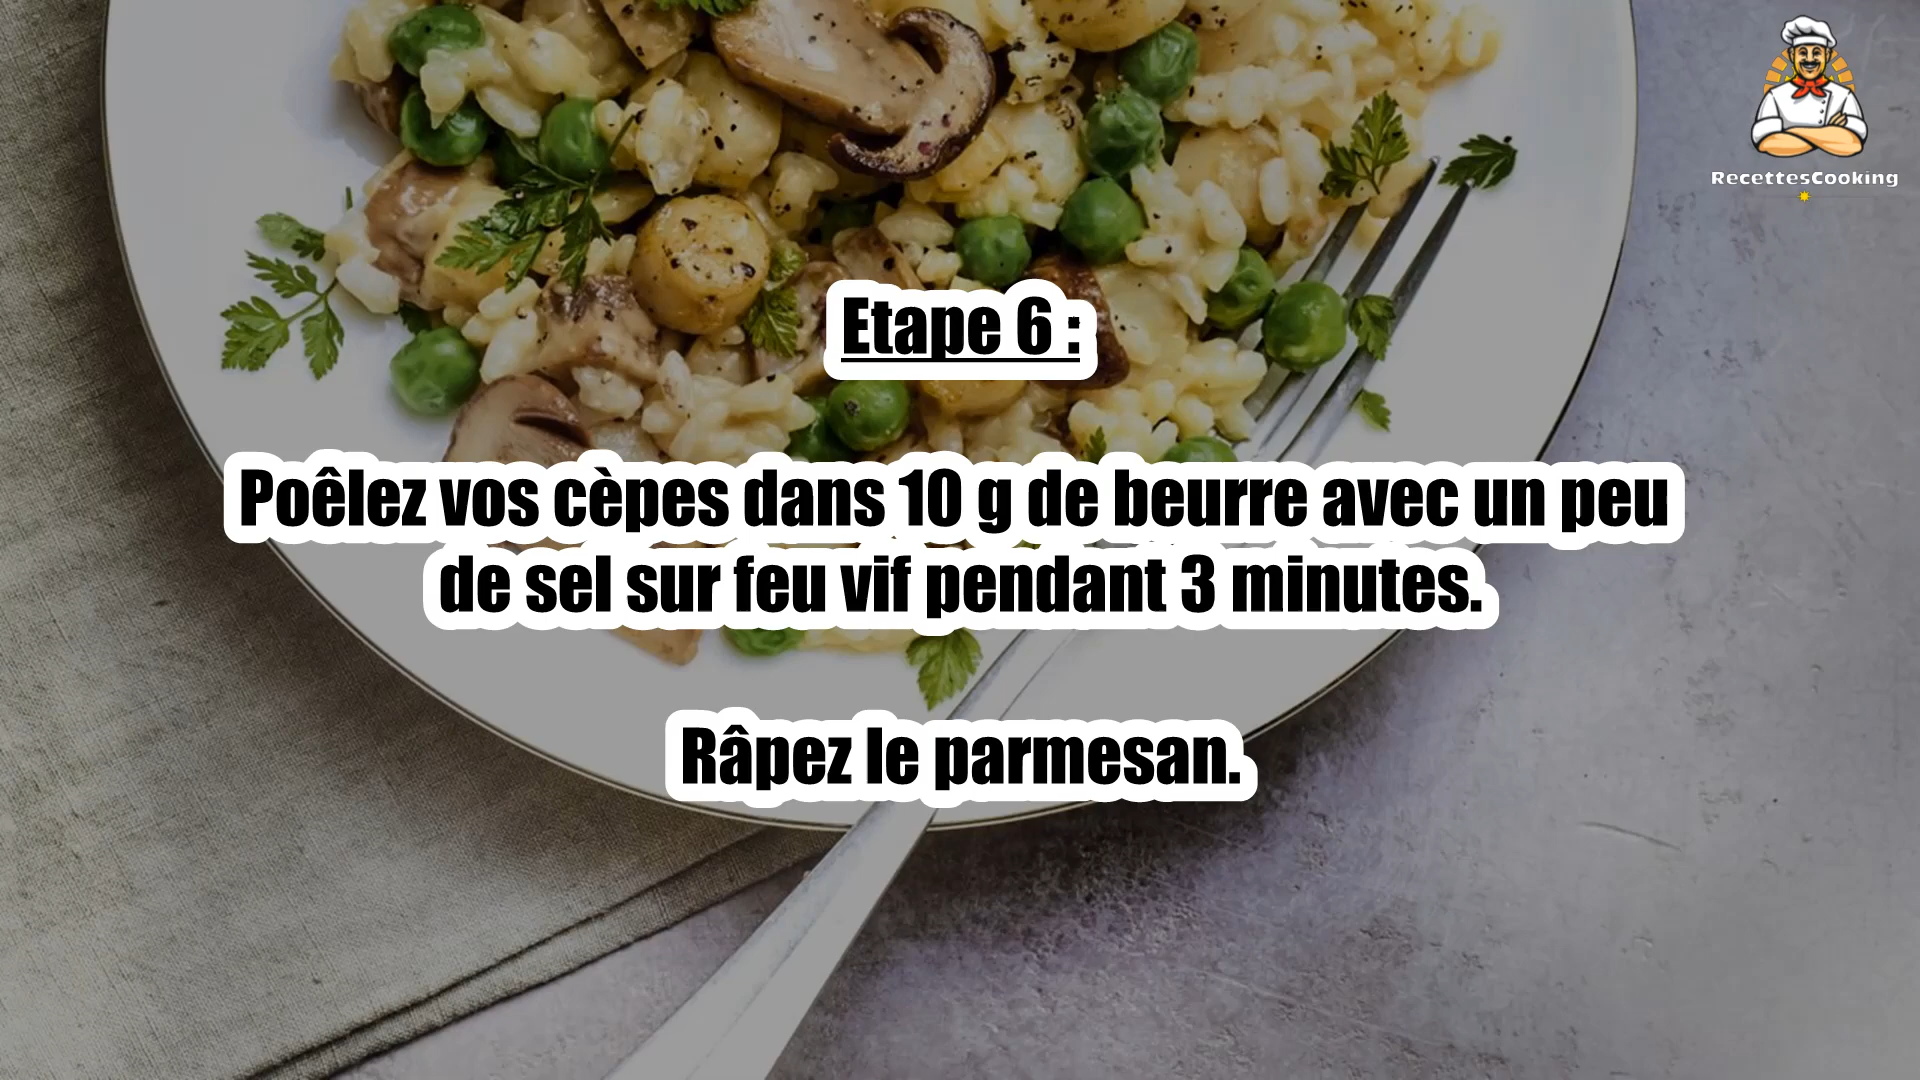 RecettesCooking
Etape 6 :
Poêlez vos cèpes dans 10 g de beurre avec un peu
de sel sur feu vif pendant 3 minutes.
Râpez le parmesan.